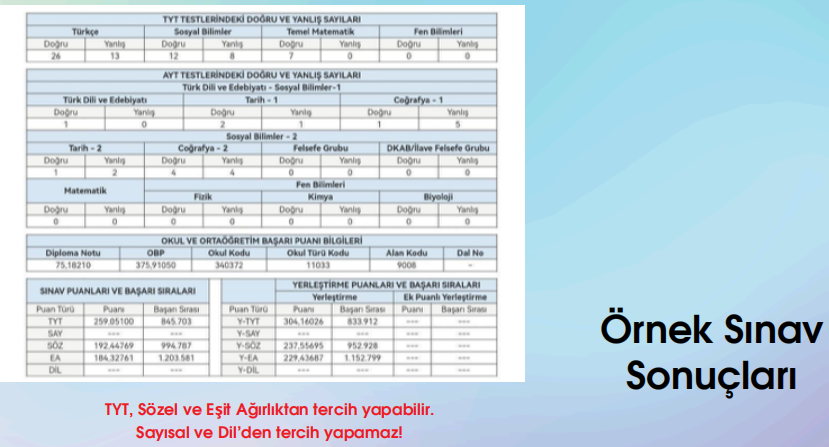 TYT TESTLERİNDEKİ DOĞRU VE YANLIŞ SAYILARI
Türkçe Sosyal Bilimler Temel Matematik Fen Bilimleri
Doğru Yanlış Doğru Yanlış Doğru Yanlış Doğru Yanlış
26 13 12 8 7 0 0 0
AYT TESTLERİNDEKİ DOĞRU VE YANLIŞ SAYILARI
Türk Dili ve Edebiyatı - Sosyal Bilimler-1
Türk Dili ve Edebiyatı Tarih - 1 Coğrafya - 1
Doğru Yanlış Doğru Yanlış Doğru Yanlış
1 0 2 1 1 5
Sosyal Bilimler - 2
Tarih - 2 Coğrafya - 2 Felsefe Grubu DKAB/İlave Felsefe Grubu
Doğru Yanlış Doğru Yanlış Doğru Yanlış Doğru Yanlış
1 2 4 4 0 0 0 0
Matematik Fen Bilimleri
Fizik Kimya Biyoloji
Doğru Yanlış Doğru Yanlış Doğru Yanlış Doğru Yanlış
0 0 0 0 0 0 0 0
OKUL VE ORTAÖĞRETİM BAŞARI PUANI BİLGİLERİ
Diploma Notu OBP Okul Kodu Okul Türü Kodu Alan Kodu Dal No
75,18210 375,91050 340372 11033 9008 -
SINAV PUANLARI VE BAŞARI SIRALARI
Puan Türü Puanı Başarı Sırası
TYT 259,05100 845.703
SAY --- ---
SÖZ 192,44769 994.787
EA 184,32761 1.203.581
DİL --- ---
YERLEŞTİRME PUANLARI VE BAŞARI SIRALARI
Yerleştirme Ek Puanlı Yerleştirme
Puan Türü Puanı Başarı Sırası Puanı Başarı Sırası
Y-TYT 304,16026 833.912 --- ---
Y-SAY --- --- --- ---
Y-SÖZ 237,55695 952.928 --- ---
Y-EA 229,43687 1.152.799 --- ---
Y-DİL --- --- --- ---
Örnek Sınav
Sonuçları
TYT, Sözel ve Eşit Ağırlıktan tercih yapabilir.
Sayısal ve Dil'den tercih yapamaz!